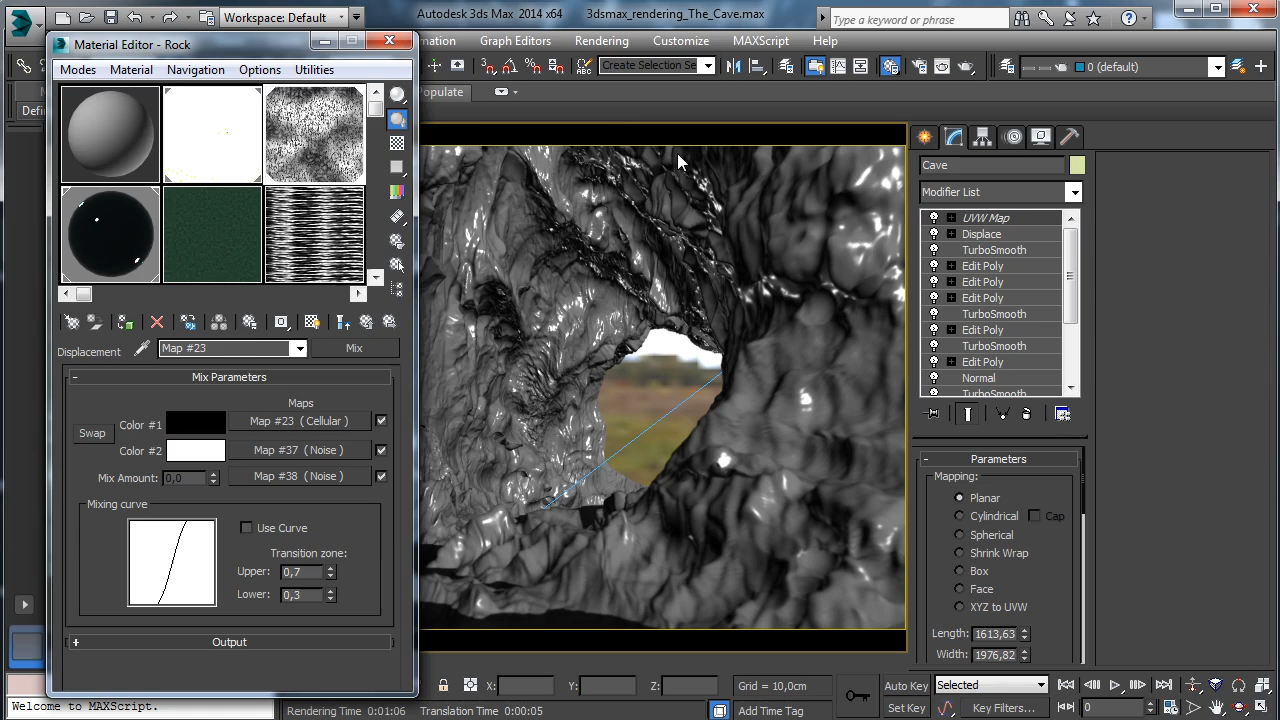 Workspace: Default
Autodesk 3ds Max 2014 x64 3dsmax_rendering_The_Cave.max
Type a keyword or phrase
Material Editor - Rock
mation Graph Editors Rendering Customize MAXScript Help
Modes Material Navigation Options Utilities
Create Selection Se
0 (default)
opulate
Defin
Cave
Modifier List
UVW Map
Displace
TurboSmooth
Edit Poly
Edit Poly
Edit Poly
TurboSmooth
Edit Poly
TurboSmooth
Edit Poly
Normal
TurboSmooth
Displacement Map #23 Mix
- Mix Parameters
Maps
Color #1 Map #23 ( Cellular )
Swap
Color #2 Map #37 ( Noise )
Mix Amount: 0,0 Map #38 ( Noise )
Mixing curve
Use Curve
Transition zone:
Upper: 0,7
Lower: 0,3
+ Output
- Parameters
Mapping:
Planar
Cylindrical Cap
Spherical
Shrink Wrap
Box
Face
XYZ to UVW
Length: 1613,63
Width: 1976,82
X: Y: Z: Grid = 10,0cm
Auto Key Selected
Set Key Key Filters... 0
Welcome to MAXScript.
Rendering Time 0:01:06 Translation Time 0:00:05
Add Time Tag